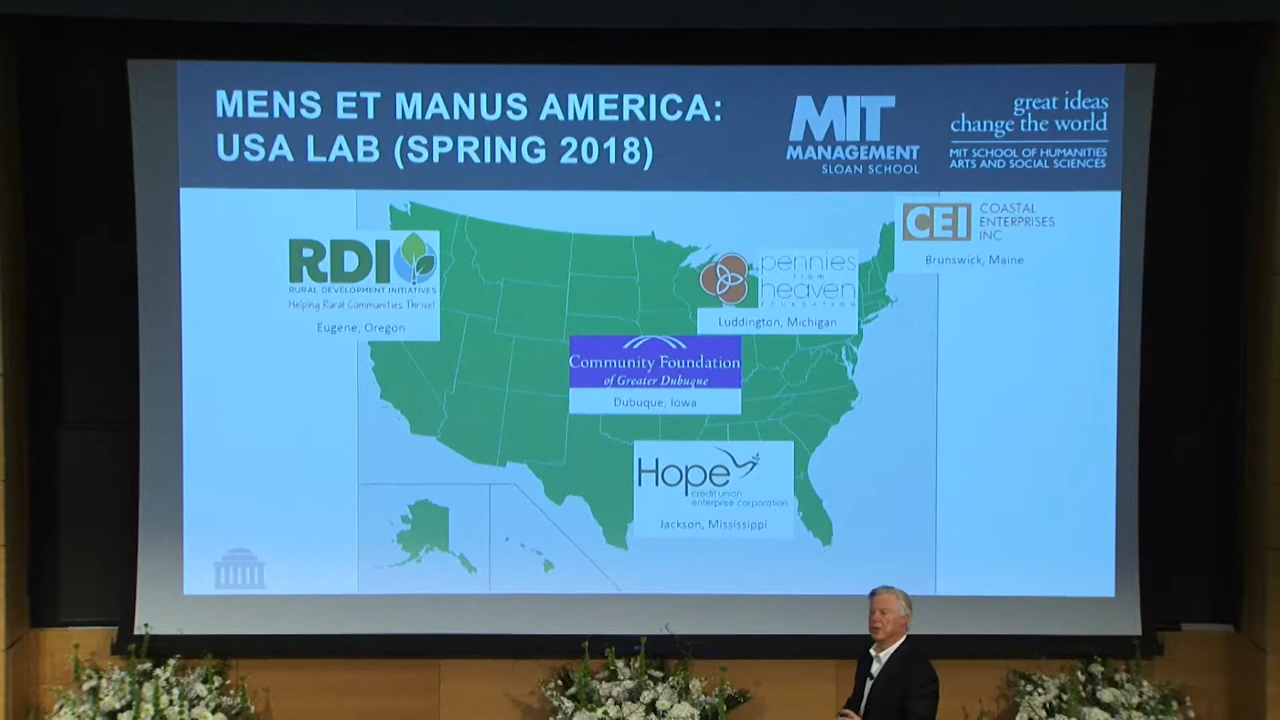 MENS ET MANUS AMERICA:
USA LAB (SPRING 2018)
MIT
MANAGEMENT
SLOAN SCHOOL
great ideas
change the world
MIT SCHOOL OF HUMANITIES
ARTS AND SOCIAL SCIENCES
RDI
RURAL DEVELOPMENT INITIATIVES
Helping Rural Communities Thrive!
Eugene, Oregon
pennies
from
heaven
FOUNDATION
Luddington, Michigan
CEI
COASTAL
ENTERPRISES
INC
Brunswick, Maine
Community Foundation
of Greater Dubuque
Dubuque, Iowa
Hope
credit union
enterprise corporation
Jackson, Mississippi